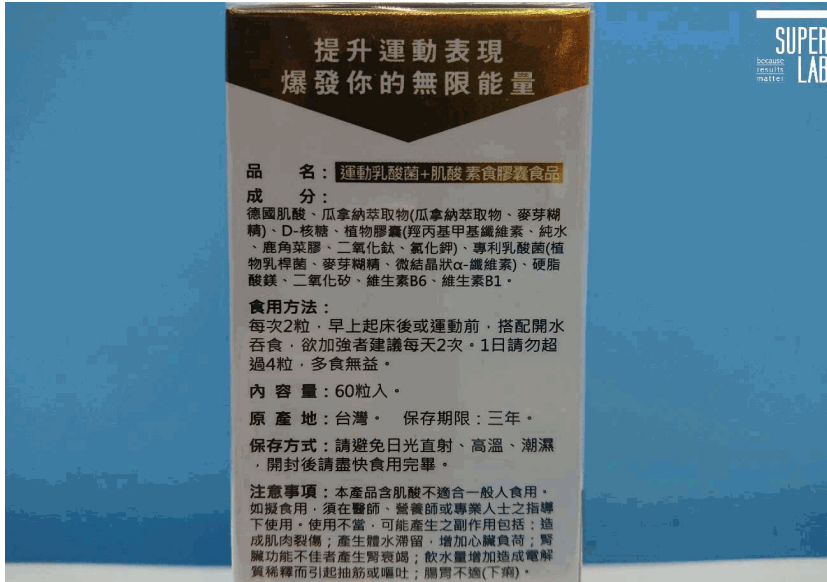 提升運動表現
爆發你的無限能量
SUPER
LAB
because
results
matter
品　名：運動乳酸菌+肌酸 素食膠囊食品
成　分：
德國肌酸、瓜拿納萃取物(瓜拿納萃取物、麥芽糊
精)、D-核糖、植物膠囊(羥丙基甲基纖維素、純水
、鹿角菜膠、二氧化鈦、氯化鉀)、專利乳酸菌(植
物乳桿菌、麥芽糊精、微結晶狀α-纖維素)、硬脂
酸鎂、二氧化矽、維生素B6、維生素B1。
食用方法：
每次2粒，早上起床後或運動前，搭配開水
吞食，欲加強者建議每天2次。1日請勿超
過4粒，多食無益。
內 容 量：60粒入。
原 產 地：台灣。　保存期限：三年。
保存方式：請避免日光直射、高溫、潮濕
，開封後請盡快食用完畢。
注意事項：本產品含肌酸不適合一般人食用。
如擬食用，須在醫師、營養師或專業人士之指導
下使用。使用不當，可能產生之副作用包括：造
成肌肉裂傷；產生體水滯留，增加心臟負荷；腎
臟功能不佳者產生腎衰竭；飲水量增加造成電解
質稀釋而引起抽筋或嘔吐；腸胃不適(下痢)。